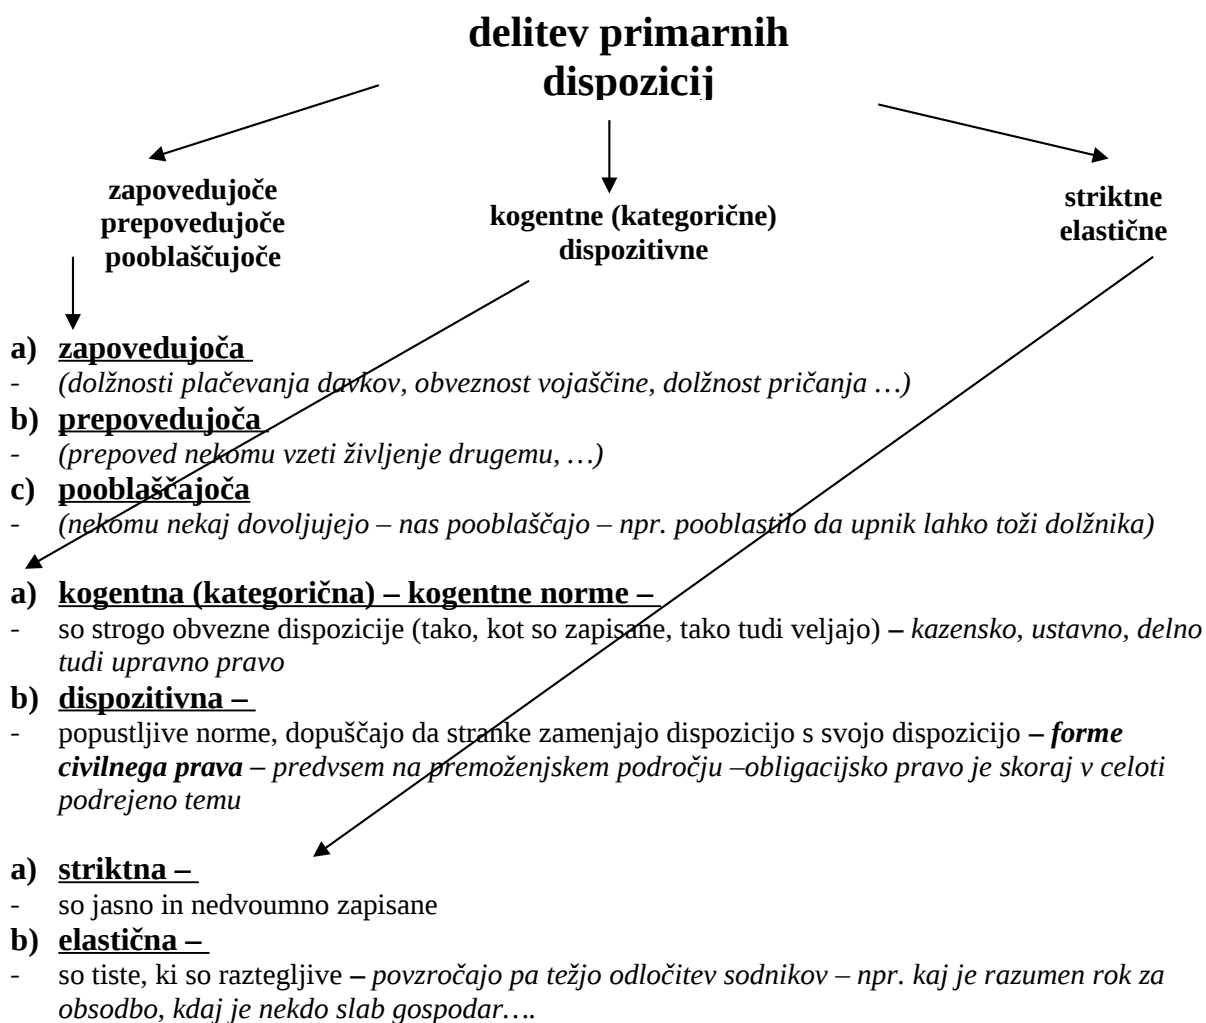 delitev primarnih
dispozicij
zapovedujoče
prepovedujoče
pooblaščujoče
kogentne (kategorične)
dispozitivne
striktne
elastične
a) zapovedujoča
- (dolžnosti plačevanja davkov, obveznost vojaščine, dolžnost pričanja …)
b) prepovedujoča
- (prepoved nekomu vzeti življenje drugemu, …)
c) pooblaščajoča
- (nekomu nekaj dovoljujejo – nas pooblaščajo – npr. pooblastilo da upnik lahko toži dolžnika)
a) kogentna (kategorična) – kogentne norme –
- so strogo obvezne dispozicije (tako, kot so zapisane, tako tudi veljajo) – kazensko, ustavno, delno
tudi upravno pravo
b) dispozitivna –
- popustljive norme, dopuščajo da stranke zamenjajo dispozicijo s svojo dispozicijo – forme
civilnega prava – predvsem na premoženjskem področju –obligacijsko pravo je skoraj v celoti
podrejeno temu
a) striktna –
- so jasno in nedvoumno zapisane
b) elastična –
- so tiste, ki so raztegljive – povzročajo pa težjo odločitev sodnikov – npr. kaj je razumen rok za
obsodbo, kdaj je nekdo slab gospodar….